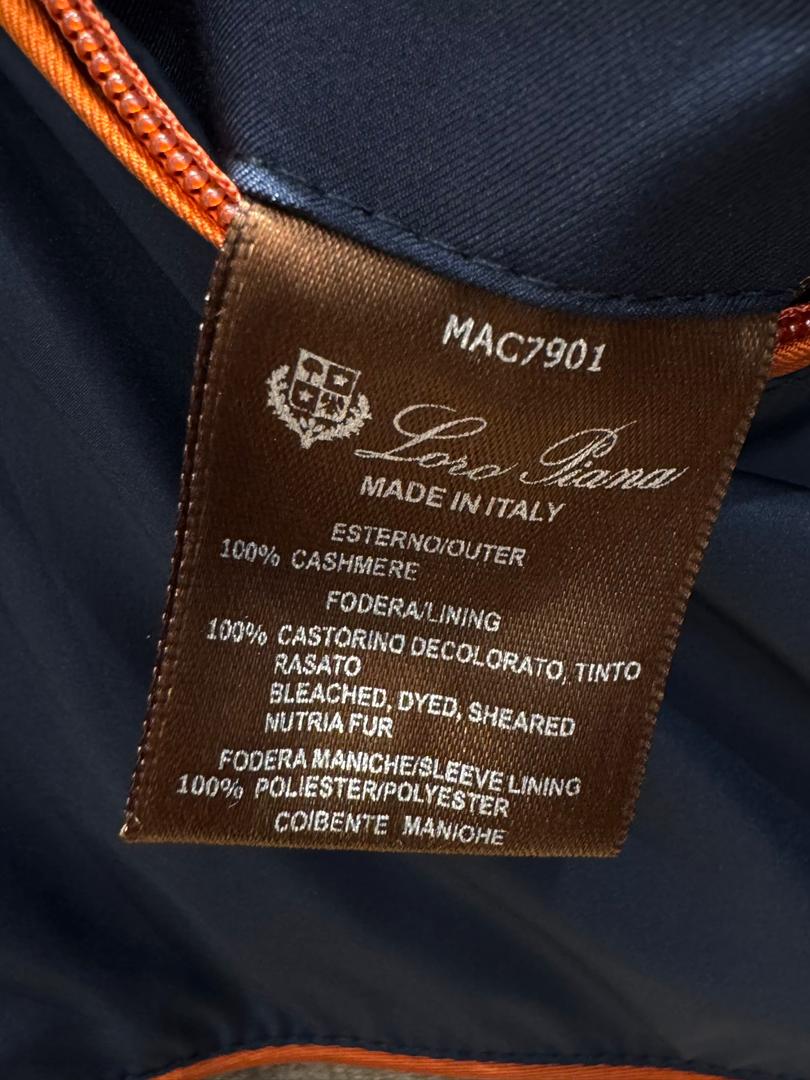 MAC7901
Loro Piana
MADE IN ITALY
ESTERNO/OUTER
100% CASHMERE
FODERA/LINING
100% CASTORINO DECOLORATO, TINTO
RASATO
BLEACHED, DYED, SHEARED
NUTRIA FUR
FODERA MANICHE/SLEEVE LINING
100% POLIESTER/POLYESTER
COIBENTE MANICHE